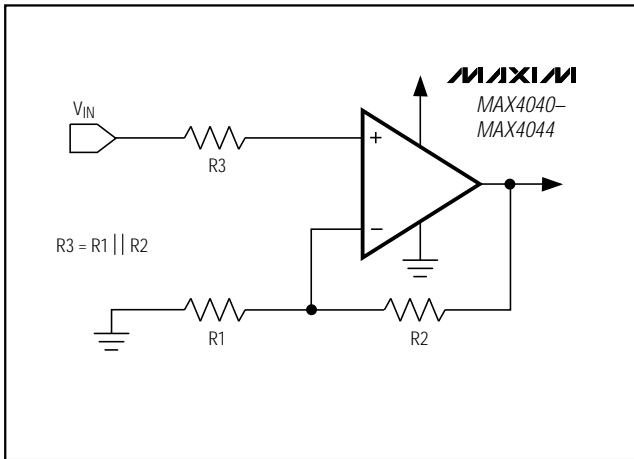 MAXIM
MAX4040–
MAX4044
VIN
R3
+
−
R3 = R1 || R2
R1
R2